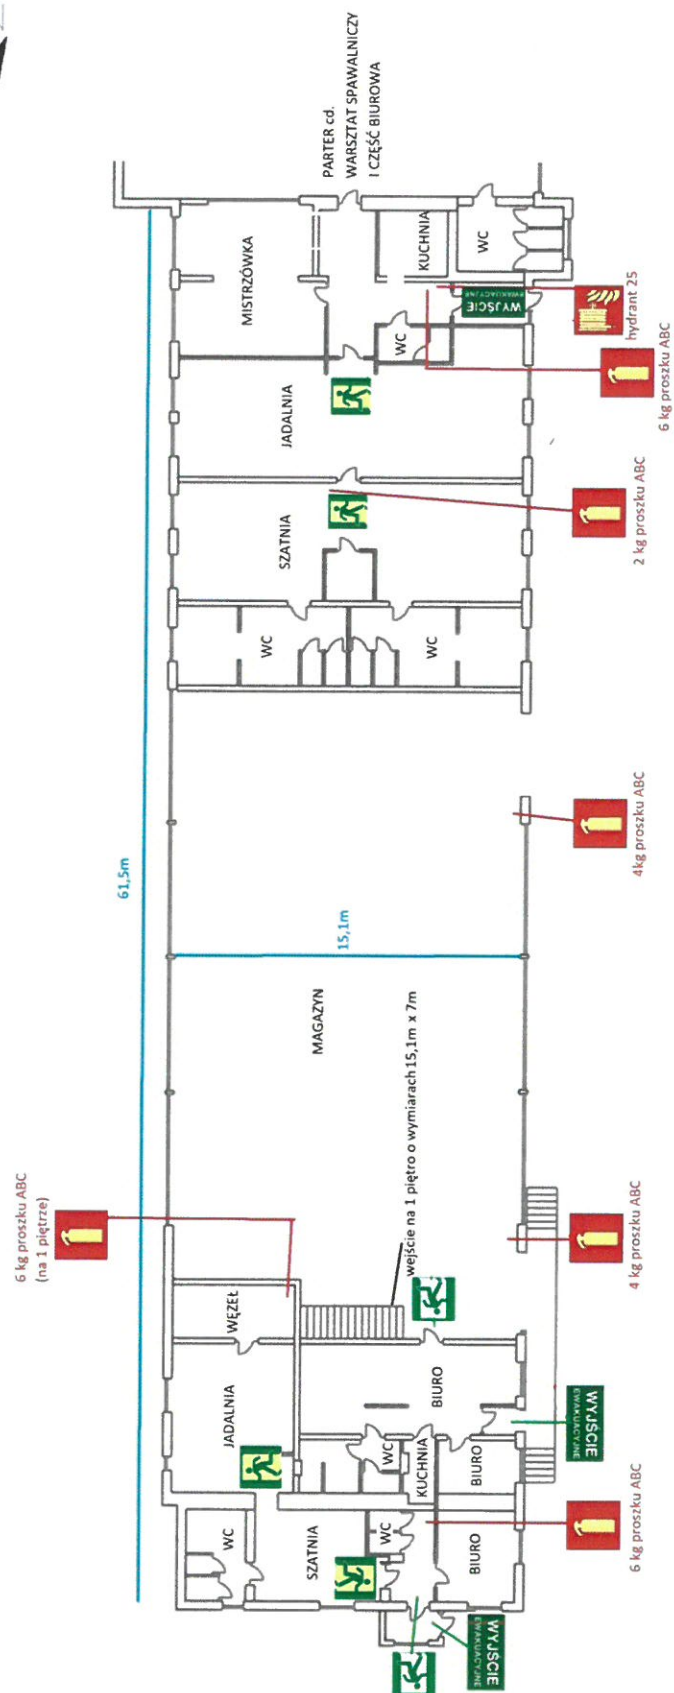 PARTER cd.
WARSZTAT SPAWALNICZY
I CZĘŚĆ BIUROWA
MISTRZÓWKA
KUCHNIA
WC
WC
WYJŚCIE
EWAKUACYJNE
hydrant 25
6 kg proszku ABC
JADALNIA
SZATNIA
2 kg proszku ABC
WC
WC
4kg proszku ABC
61,5m
15,1m
MAGAZYN
wejście na 1 piętro o wymiarach 15,1m x 7m
6 kg proszku ABC
(na 1 piętrze)
4 kg proszku ABC
WĘZEŁ
JADALNIA
BIURO
WC
KUCHNIA
BIURO
WYJŚCIE
EWAKUACYJNE
WC
SZATNIA
WC
BIURO
6 kg proszku ABC
WYJŚCIE
EWAKUACYJNE